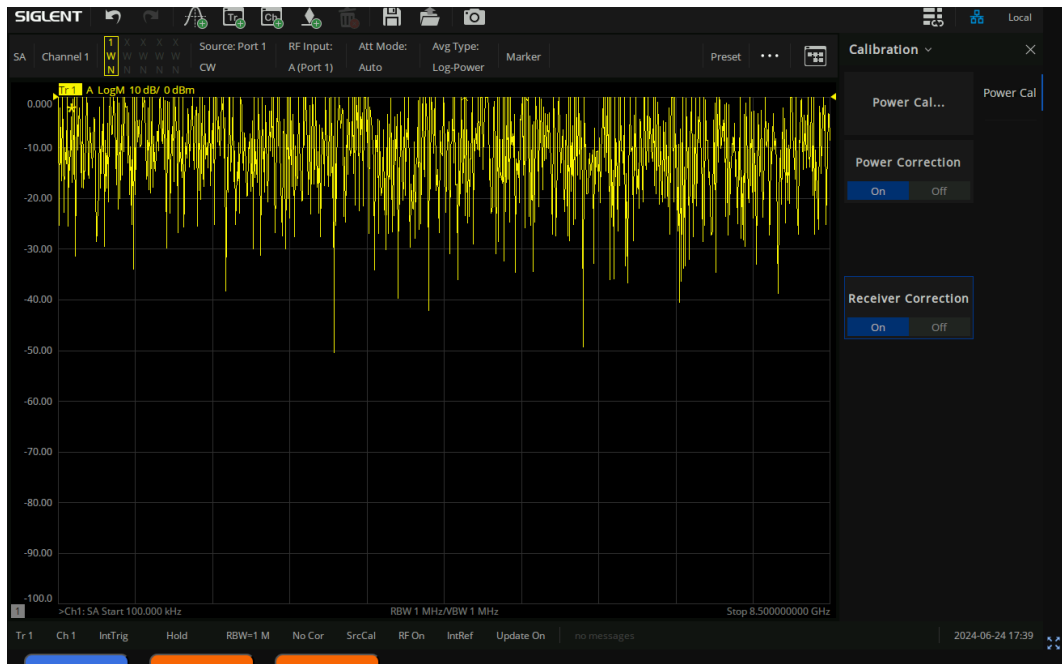 SIGLENT Tr Ch Local
SA Channel 1 1 X X X X Source: Port 1 RF Input: Att Mode: Avg Type: Marker Preset ...
W W W W W
N N N N N CW A (Port 1) Auto Log-Power
Calibration
Power Cal... Power Cal
Power Correction
On Off
Receiver Correction
On Off
Tr 1 A LogM 10 dB/ 0 dBm
0.000
-10.00
-20.00
-30.00
-40.00
-50.00
-60.00
-70.00
-80.00
-90.00
-100.0
1 >Ch1: SA Start 100.000 kHz RBW 1 MHz/VBW 1 MHz Stop 8.500000000 GHz
Tr 1 Ch 1 IntTrig Hold RBW=1 M No Cor SrcCal RF On IntRef Update On no messages 2024-06-24 17:39